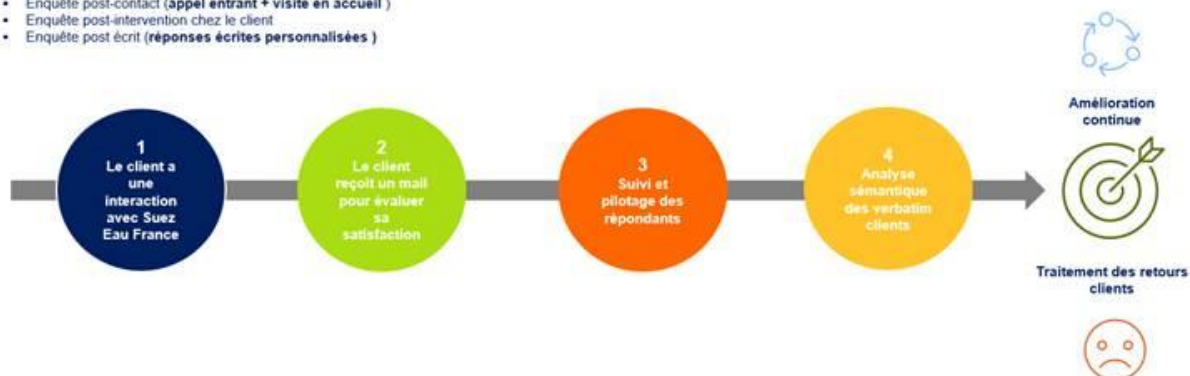 • Enquête post-contact (appel entrant + visite en accueil )
• Enquête post-intervention chez le client
• Enquête post écrit (réponses écrites personnalisées )
1
Le client a
une
interaction
avec Suez
Eau France
2
Le client
reçoit un mail
pour évaluer
sa
satisfaction
3
Suivi et
pilotage des
répondants
4
Analyse
sémantique
des verbatim
clients
Amélioration
continue
Traitement des retours
clients